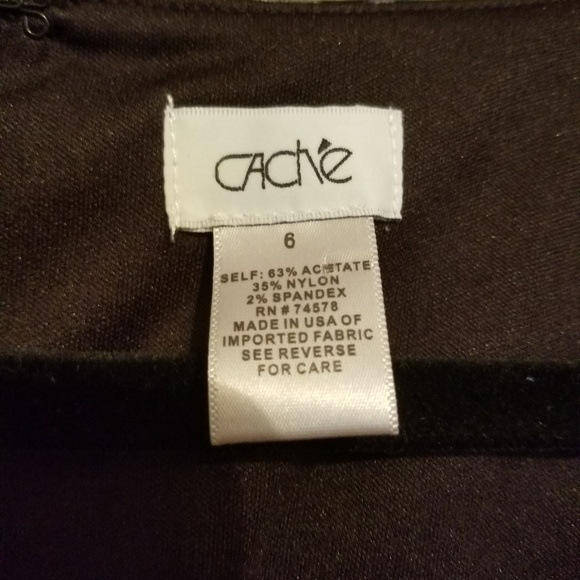 CACHÉ
6
SELF: 63% ACETATE
35% NYLON
2% SPANDEX
RN # 74578
MADE IN USA OF
IMPORTED FABRIC
SEE REVERSE
FOR CARE